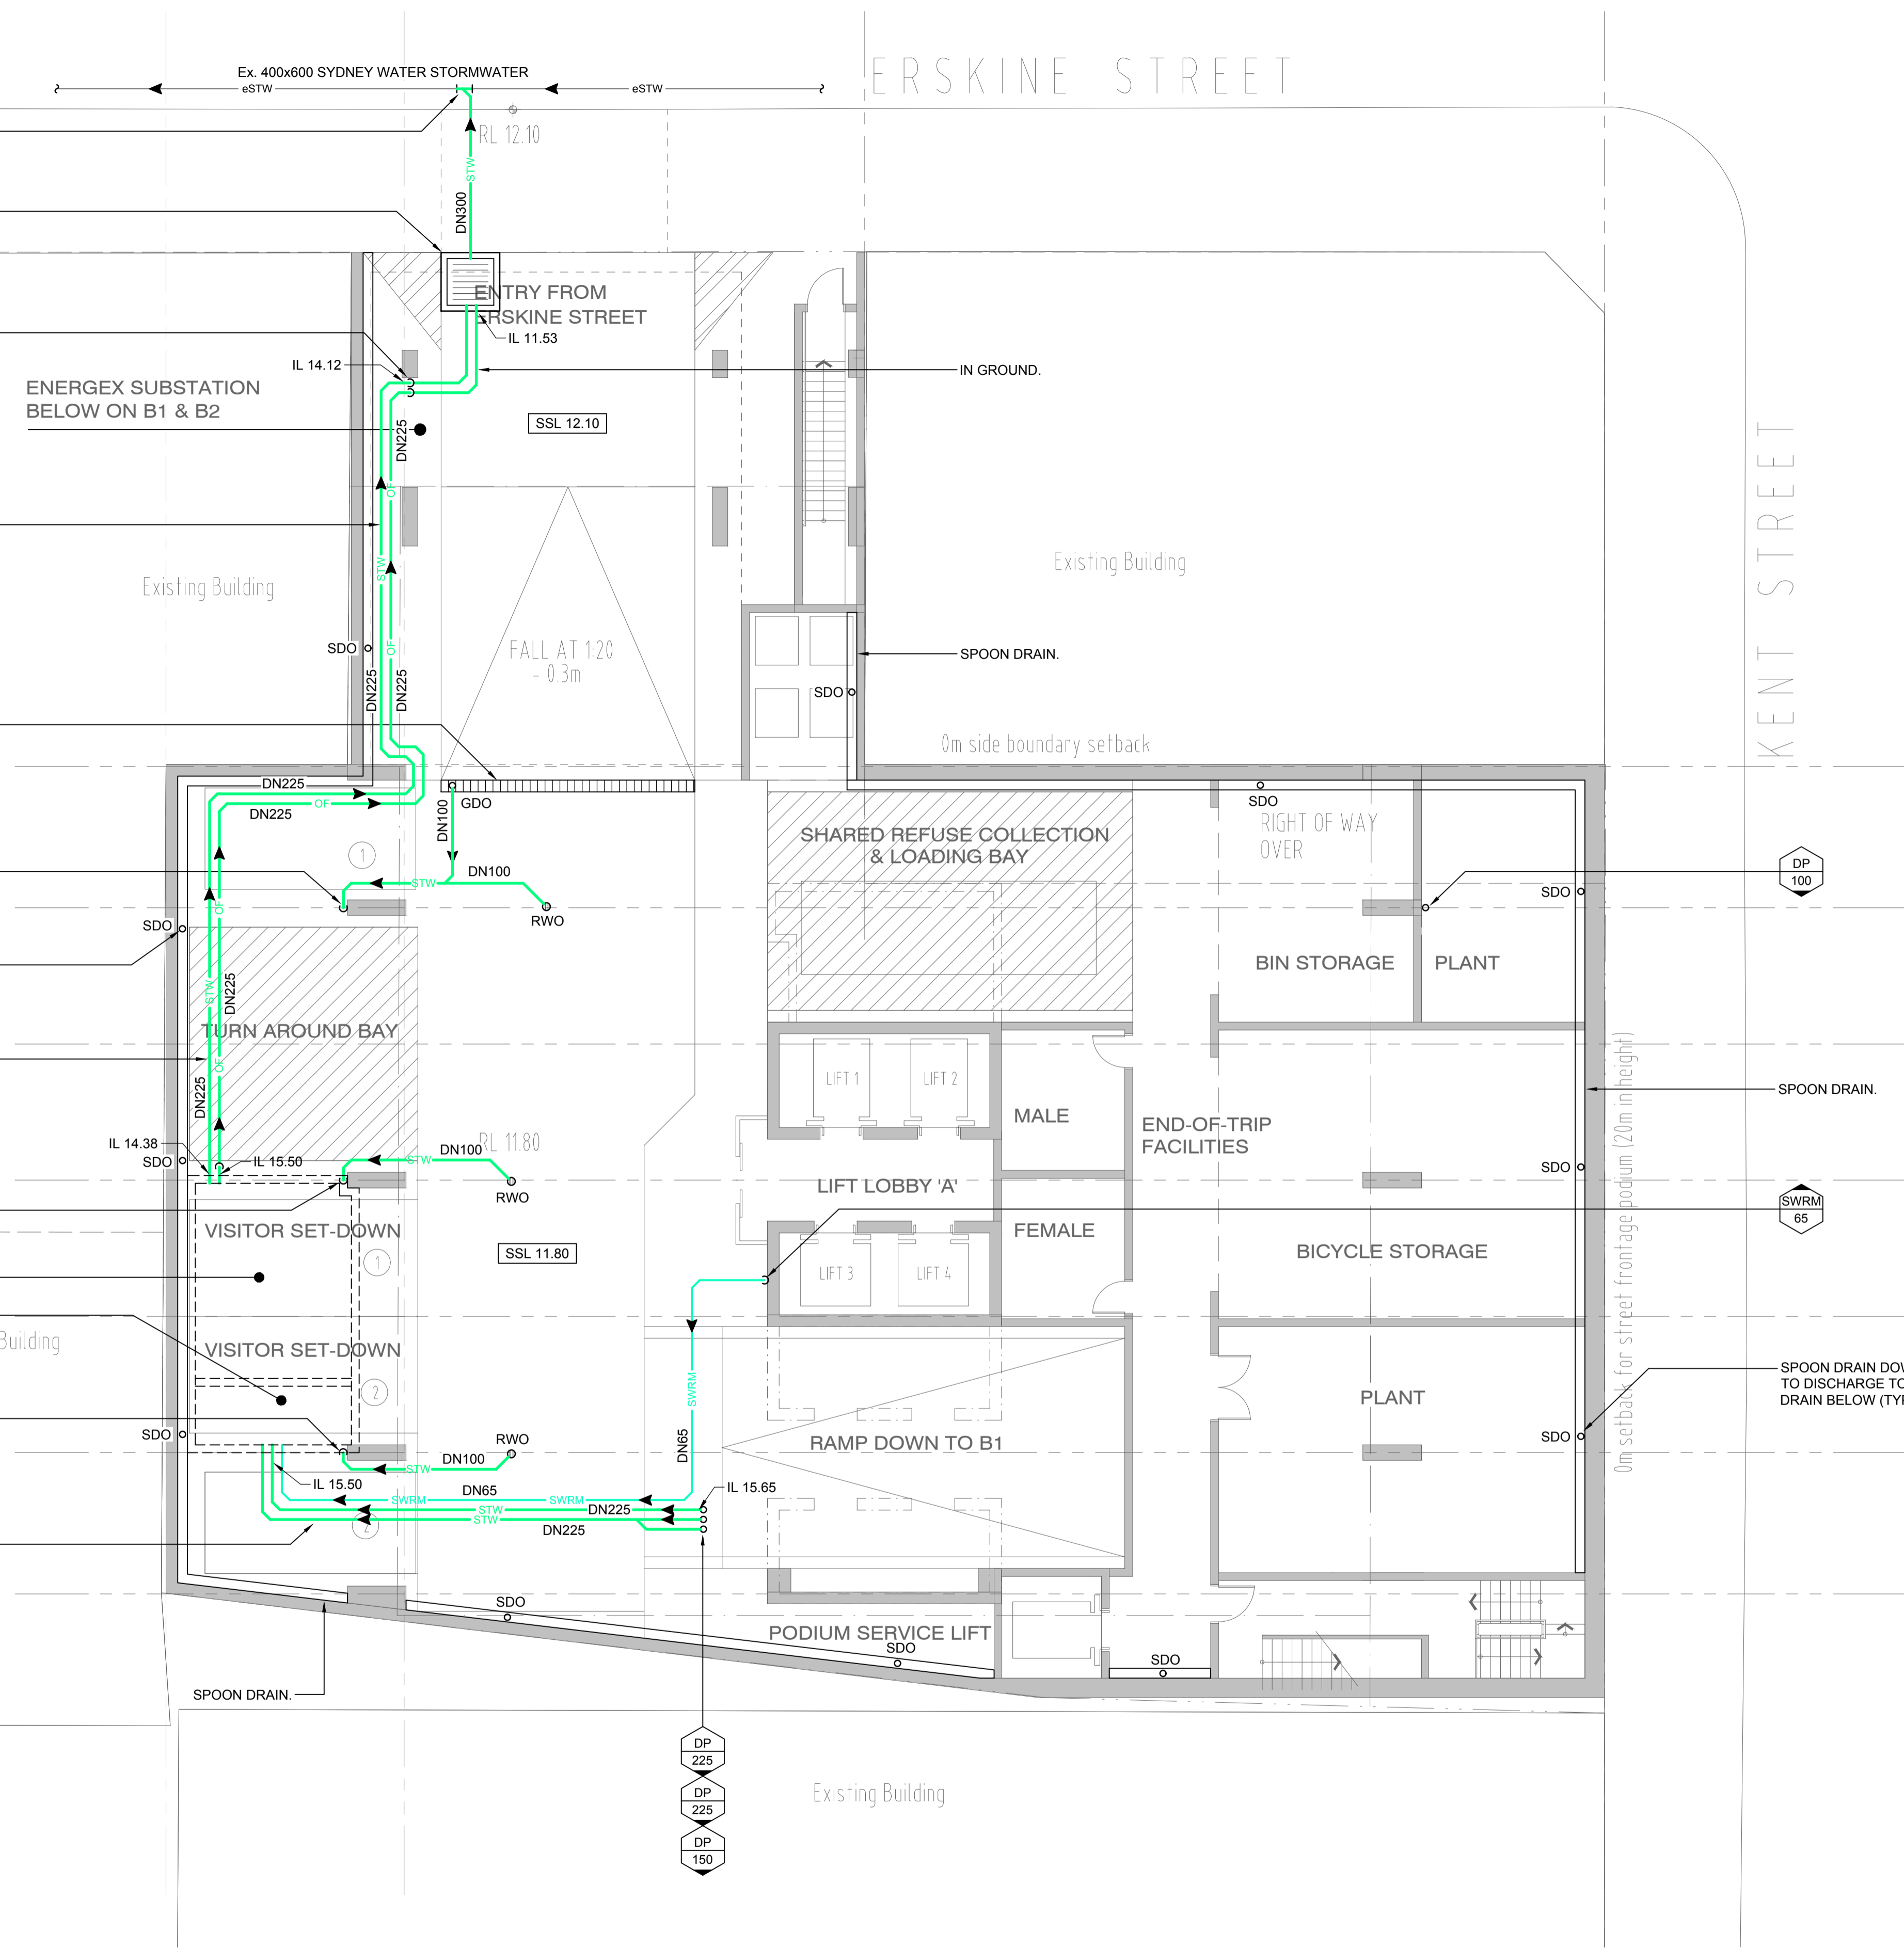 ERSKINE STREET
Ex. 400x600 SYDNEY WATER STORMWATER
eSTW
eSTW
RL 12.10
STW
DN300
ENTRY FROM
ERSKINE STREET
IL 11.53
IL 14.12
IN GROUND.
ENERGEX SUBSTATION
BELOW ON B1 & B2
SSL 12.10
DN225
OF
KENT STREET
Existing Building
Existing Building
STW
OF
SDO
FALL AT 1:20
- 0.3m
SPOON DRAIN.
DN225
DN225
SDO
0m side boundary setback
DN225
OF
DN225
GDO
DN100
SDO
RIGHT OF WAY
OVER
SHARED REFUSE COLLECTION
& LOADING BAY
1
STW
DN100
RWO
DP
100
SDO
SDO
OF
BIN STORAGE
PLANT
STW
DN225
TURN AROUND BAY
OF
DN225
LIFT 1
LIFT 2
MALE
END-OF-TRIP
FACILITIES
SPOON DRAIN.
0m setback for street frontage podium (20m in height)
IL 14.38
SDO
IL 15.50
STW
DN100
RL 11.80
RWO
SDO
LIFT LOBBY 'A'
SWRM
65
VISITOR SET-DOWN
1
SSL 11.80
FEMALE
BICYCLE STORAGE
LIFT 3
LIFT 4
Building
VISITOR SET-DOWN
2
SWRM
DN65
SPOON DRAIN DOW
TO DISCHARGE TO
DRAIN BELOW (TYP
PLANT
SDO
RWO
DN100
STW
RAMP DOWN TO B1
SDO
IL 15.50
DN65
SWRM
SWRM
IL 15.65
STW
DN225
STW
DN225
2
SDO
PODIUM SERVICE LIFT
SDO
SDO
SPOON DRAIN.
DP
225
DP
225
DP
150
Existing Building